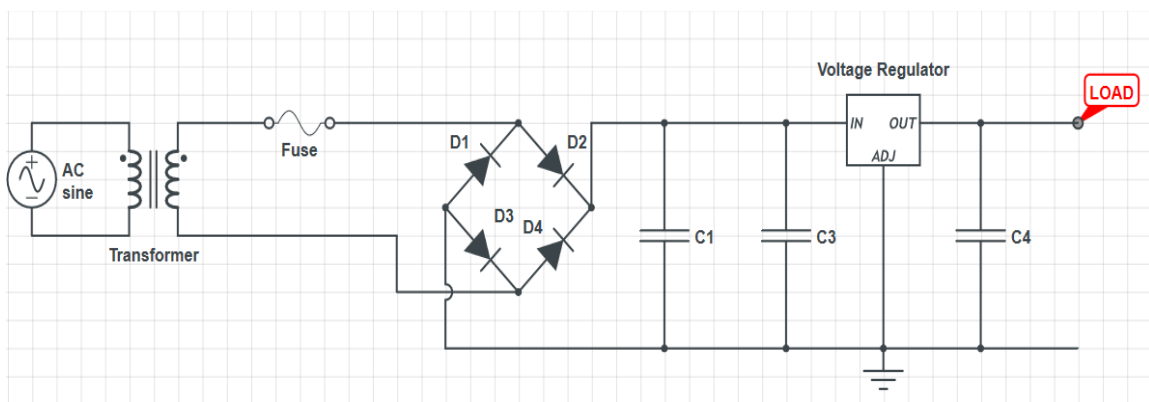 Voltage Regulator
LOAD
IN OUT
ADJ
Fuse
D1
D2
AC
sine
D3
D4
Transformer
C1
C3
C4